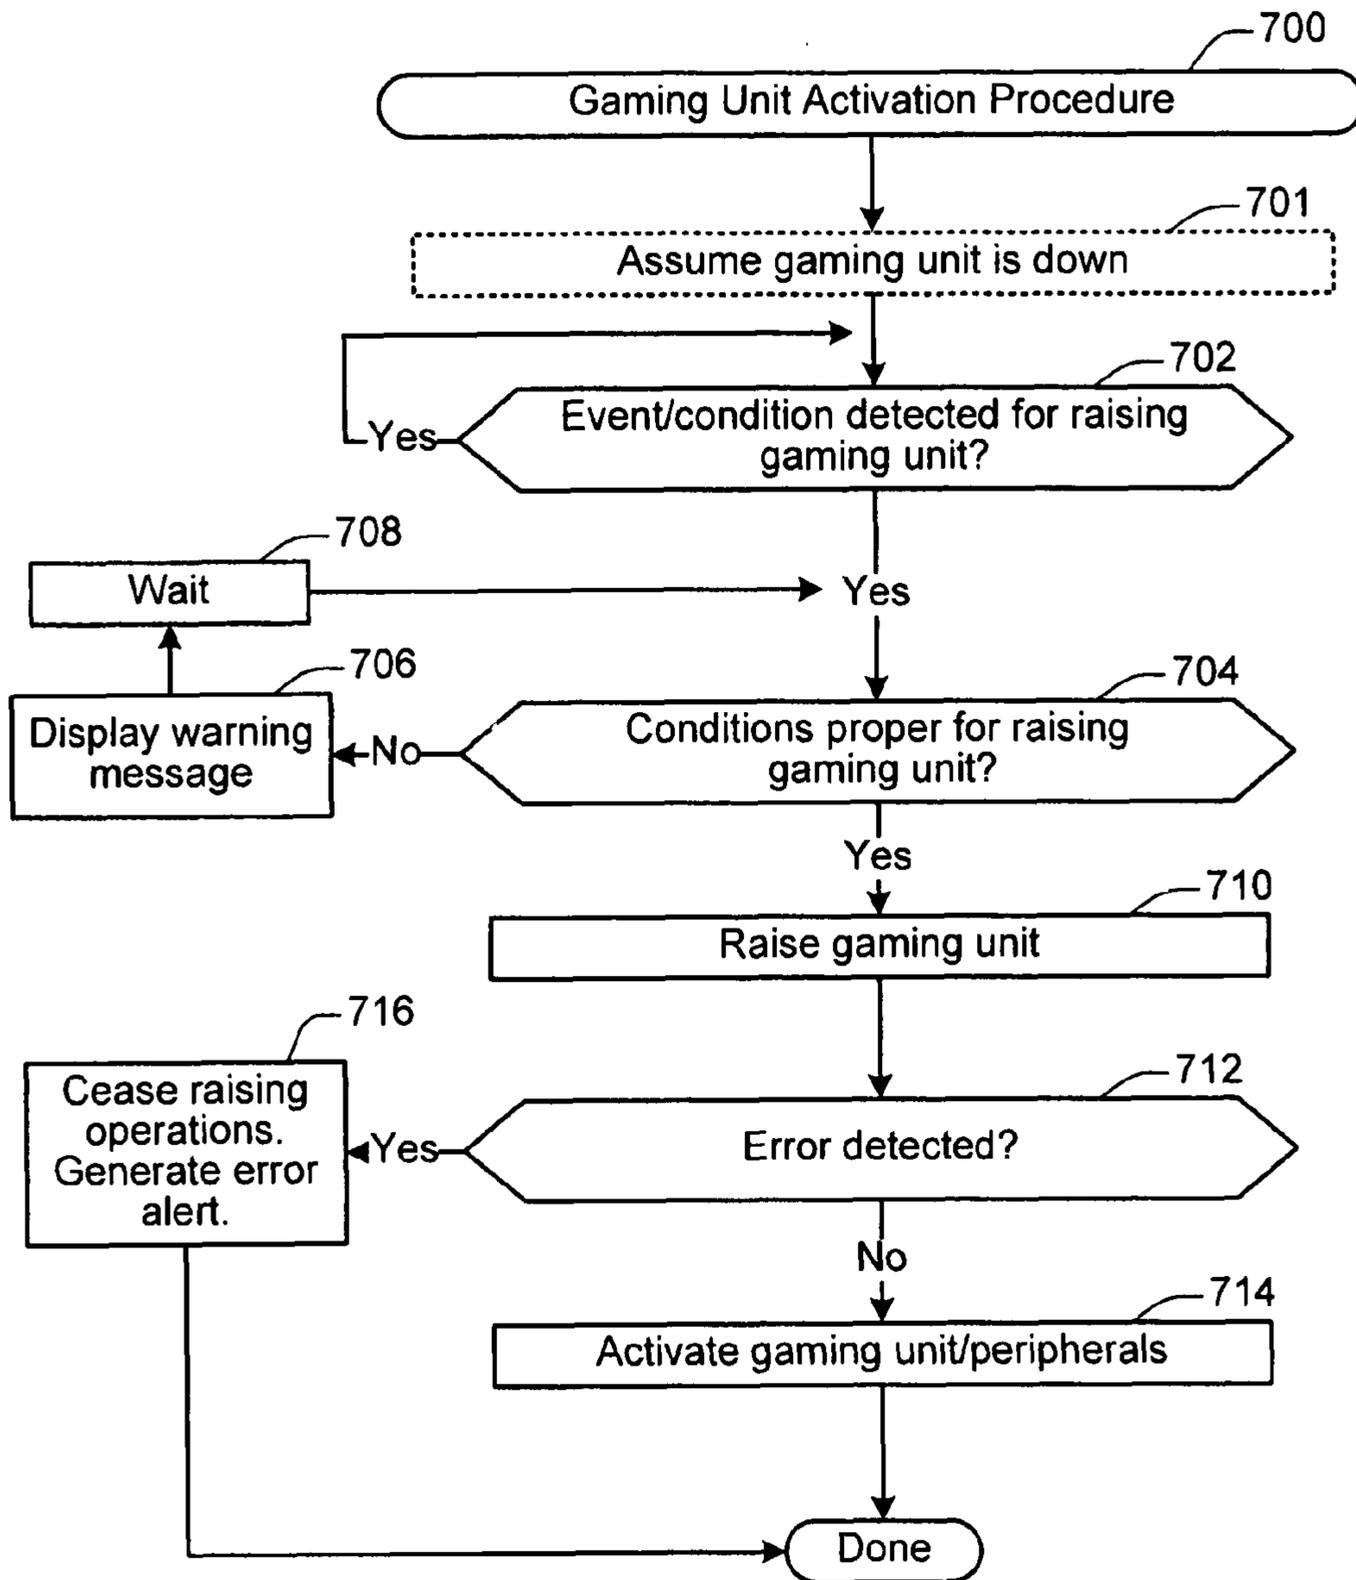 700
Gaming Unit Activation Procedure
701
Assume gaming unit is down
702
Event/condition detected for raising
gaming unit?
Yes
708
Wait
Yes
706
Display warning
message
704
Conditions proper for raising
gaming unit?
No
Yes
710
Raise gaming unit
716
Cease raising
operations.
Generate error
alert.
712
Error detected?
Yes
No
714
Activate gaming unit/peripherals
Done